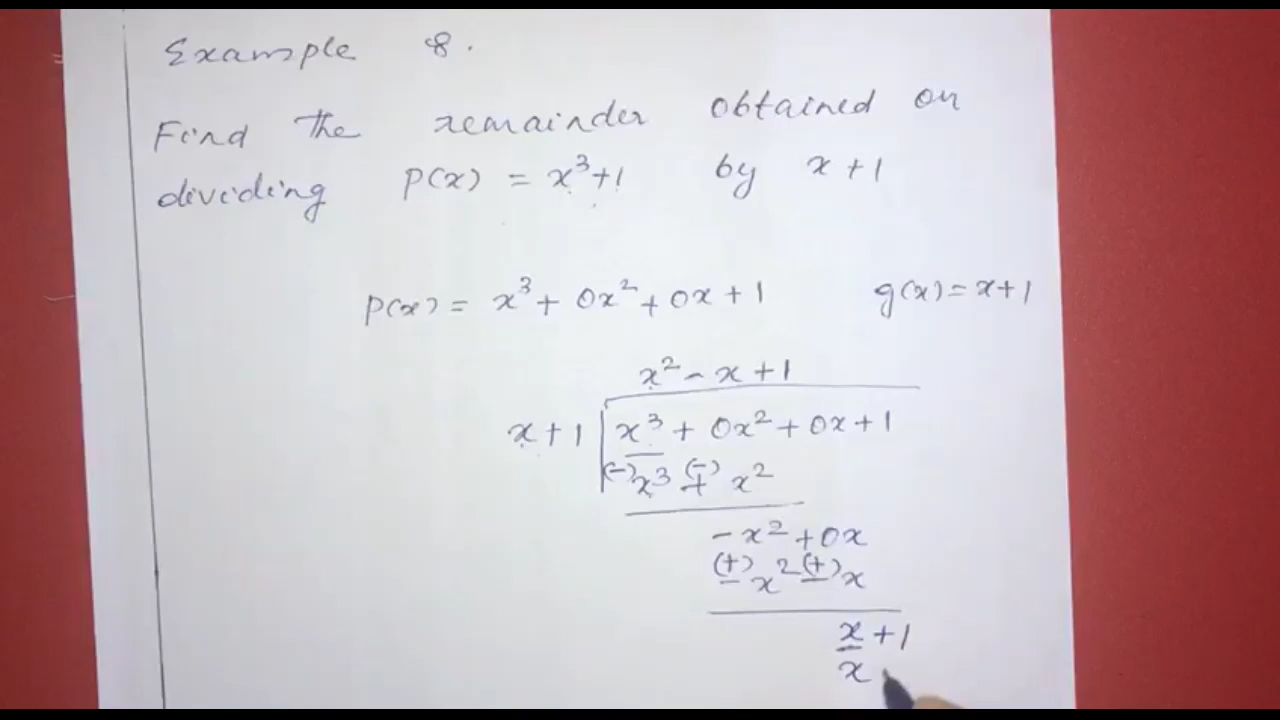 Example 8.
Find the remainder obtained on
dividing P(x) = x³+1 by x+1
P(x) = x³ + 0x² + 0x + 1 g(x) = x+1
x² - x + 1
x + 1 x³ + 0x² + 0x + 1
(-) x³ (-) + x²
- x² + 0x
(+) - x² (+) - x
x + 1
x